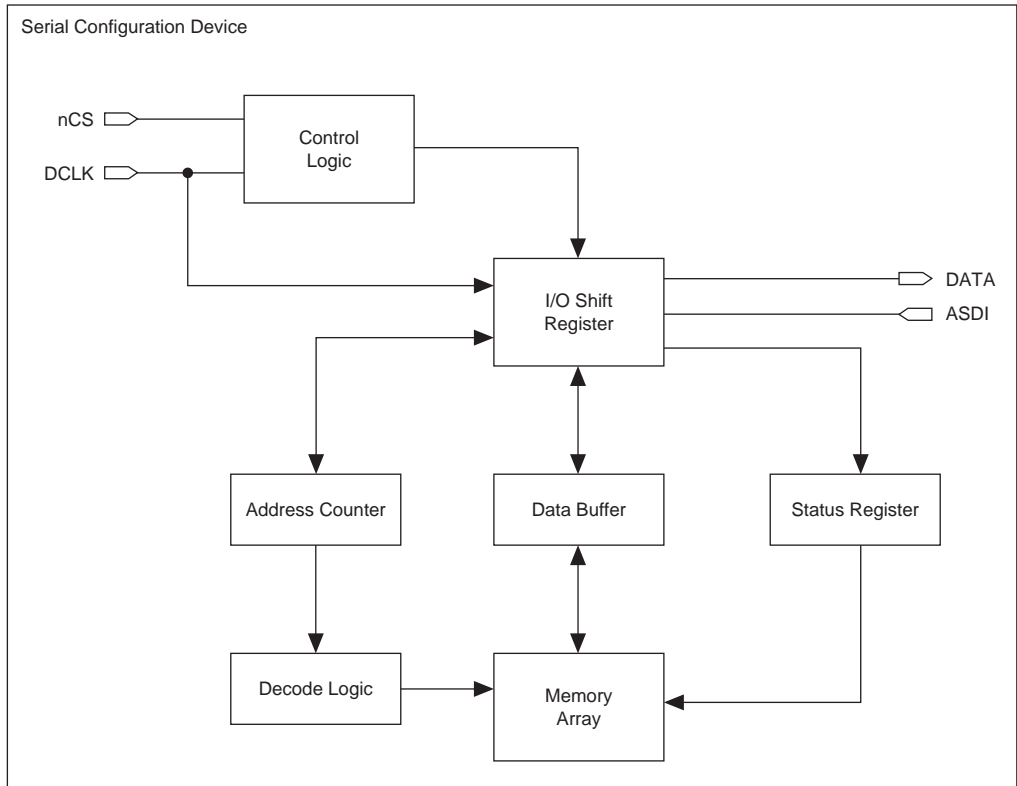 Serial Configuration Device
nCS
DCLK
Control
Logic
I/O Shift
Register
DATA
ASDI
Address Counter
Data Buffer
Status Register
Decode Logic
Memory
Array